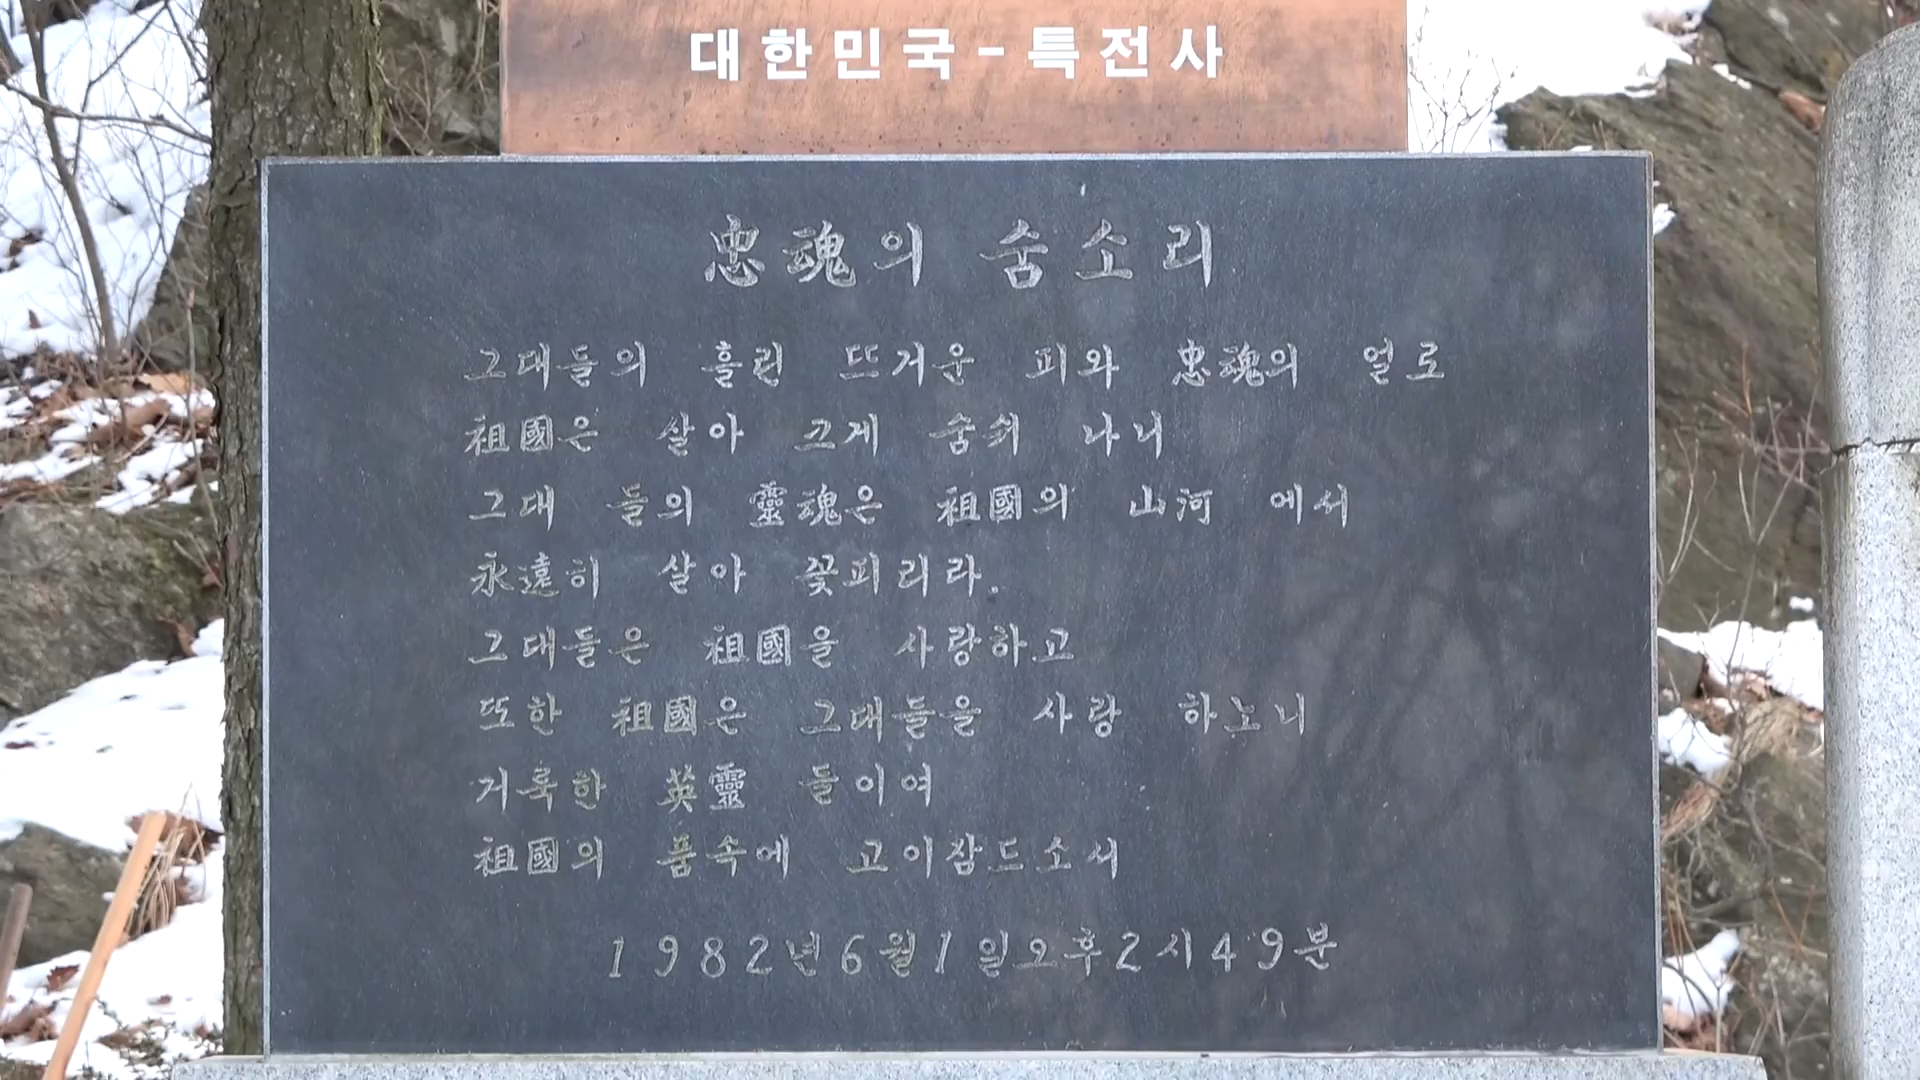 대한민국-특전사
忠魂의 숨소리
그대들의 흘린 뜨거운 피와 忠魂의 얼로
祖國은 살아 크게 숨쉬 나니
그대 들의 靈魂은 祖國의 山河 에서
永遠히 살아 꽃피리라.
그대들은 祖國을 사랑하고
또한 祖國은 그대들을 사랑 하노니
거룩한 英靈 들이여
祖國의 품속에 고이잠드소서
1982년6월1일오후2시49분